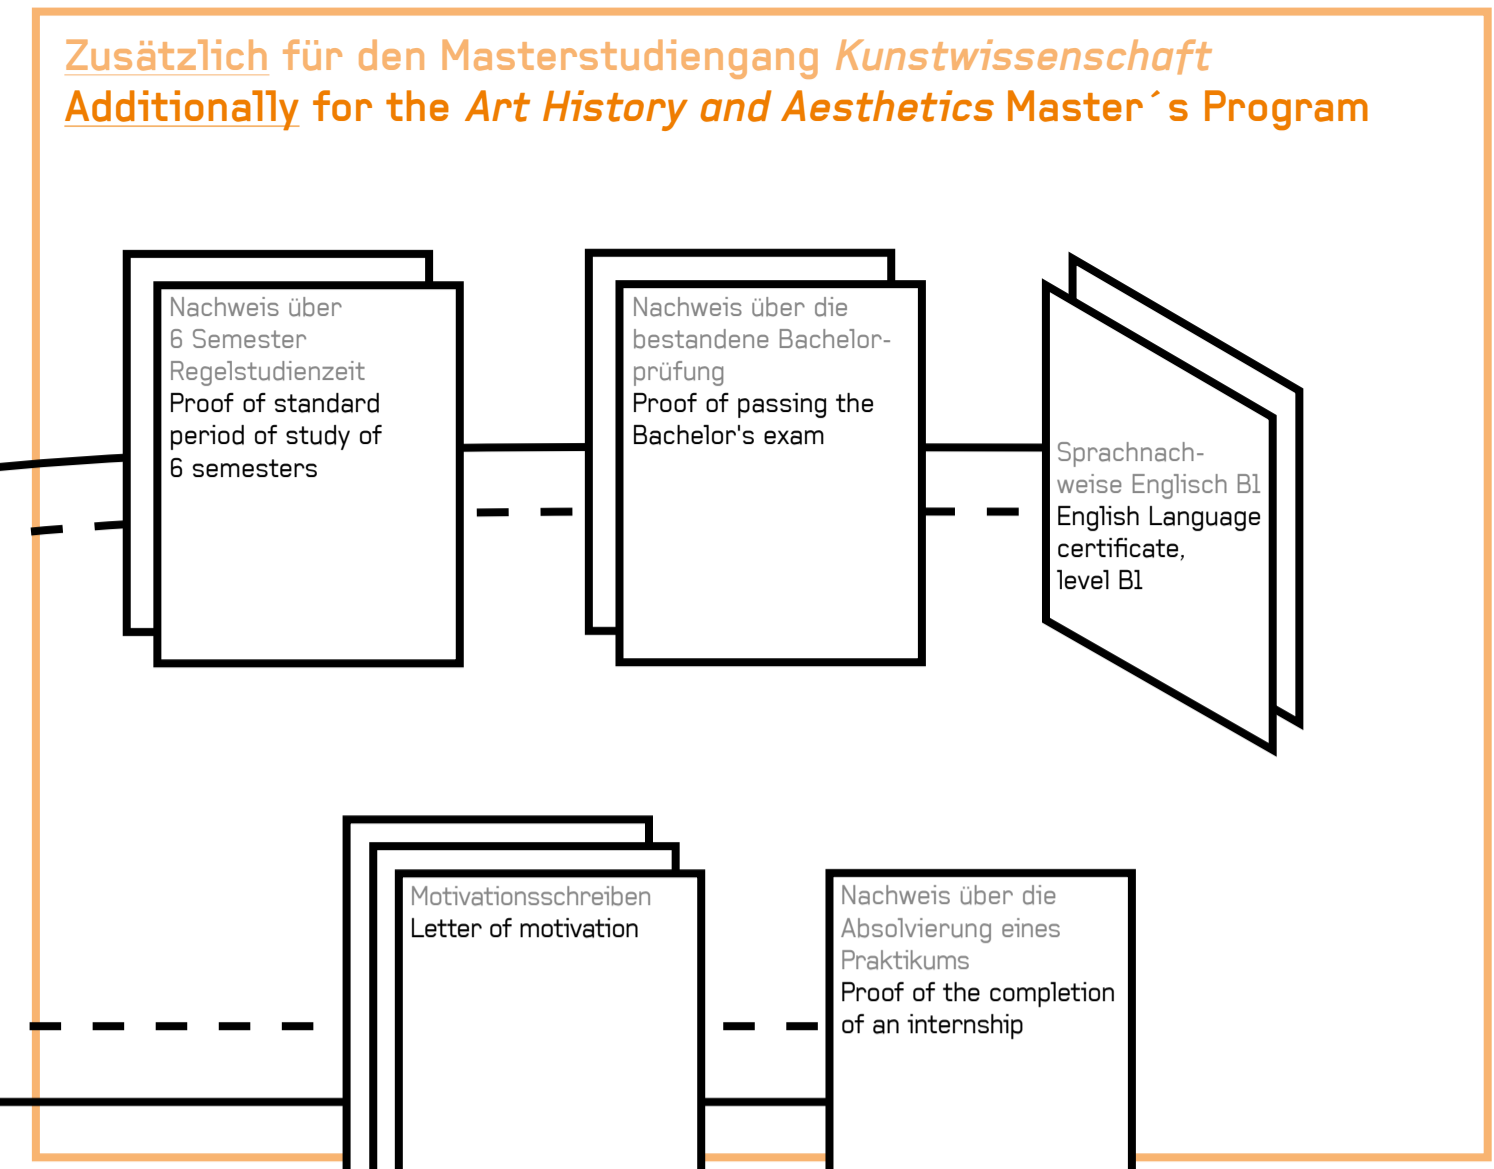 Zusätzlich für den Masterstudiengang Kunstwissenschaft
Additionally for the Art History and Aesthetics Master´s Program
Nachweis über
6 Semester
Regelstudienzeit
Proof of standard
period of study of
6 semesters
Nachweis über die
bestandene Bachelor-
prüfung
Proof of passing the
Bachelor's exam
Sprachnach-
weise Englisch B1
English Language
certificate,
level B1
Motivationsschreiben
Letter of motivation
Nachweis über die
Absolvierung eines
Praktikums
Proof of the completion
of an internship